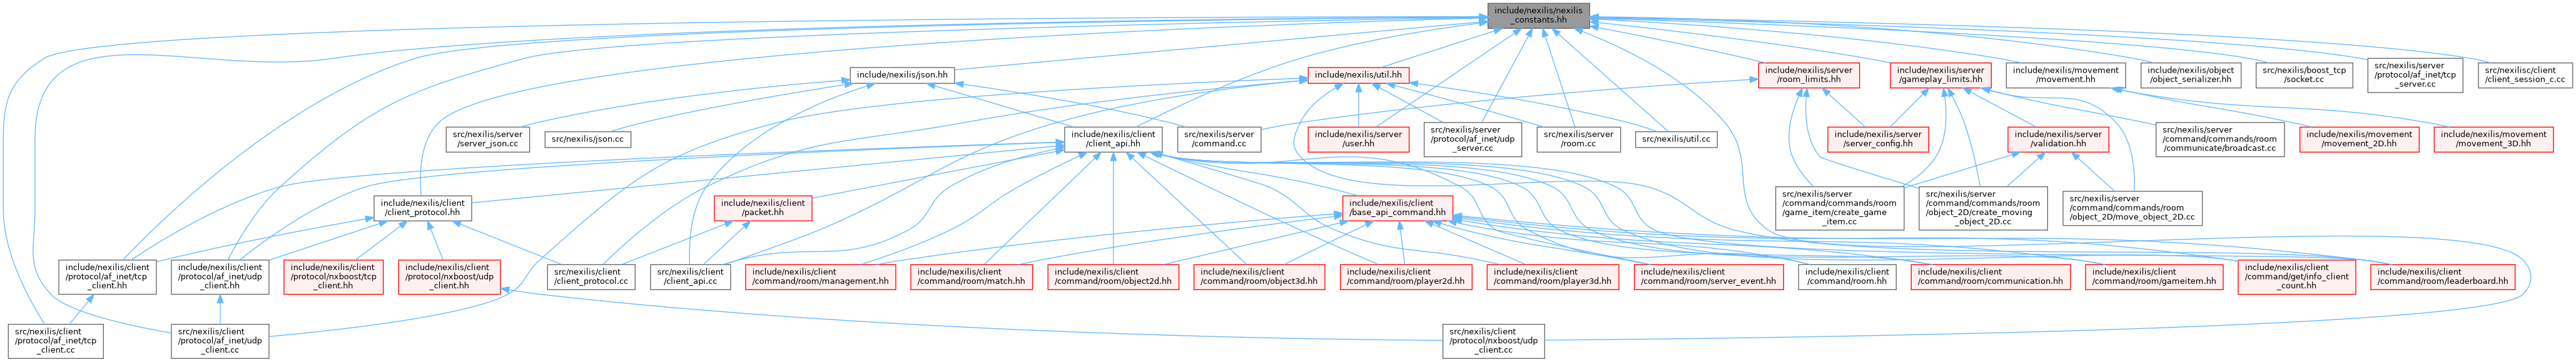 include/nexilis/nexilis
_constants.hh
include/nexilis/json.hh
include/nexilis/util.hh
include/nexilis/server
/room_limits.hh
include/nexilis/server
/gameplay_limits.hh
include/nexilis/movement
/movement.hh
include/nexilis/object
/object_serializer.hh
src/nexilis/boost_tcp
/socket.cc
src/nexilis/server
/protocol/af_inet/tcp
_server.cc
src/nexilisc/client
/client_session_c.cc
src/nexilis/server
/server_json.cc
src/nexilis/json.cc
include/nexilis/client
/client_api.hh
src/nexilis/server
/command.cc
include/nexilis/server
/user.hh
src/nexilis/server
/protocol/af_inet/udp
_server.cc
src/nexilis/server
/room.cc
src/nexilis/util.cc
include/nexilis/server
/server_config.hh
include/nexilis/server
/validation.hh
src/nexilis/server
/command/commands/room
/communicate/broadcast.cc
include/nexilis/movement
/movement_2D.hh
include/nexilis/movement
/movement_3D.hh
include/nexilis/client
/client_protocol.hh
include/nexilis/client
/packet.hh
include/nexilis/client
/base_api_command.hh
src/nexilis/server
/command/commands/room
/game_item/create_game
_item.cc
src/nexilis/server
/command/commands/room
/object_2D/create_moving
_object_2D.cc
src/nexilis/server
/command/commands/room
/object_2D/move_object_2D.cc
include/nexilis/client
/protocol/af_inet/tcp
_client.hh
include/nexilis/client
/protocol/af_inet/udp
_client.hh
include/nexilis/client
/protocol/nxboost/tcp
_client.hh
include/nexilis/client
/protocol/nxboost/udp
_client.hh
src/nexilis/client
/client_protocol.cc
src/nexilis/client
/client_api.cc
include/nexilis/client
/command/room/management.hh
include/nexilis/client
/command/room/match.hh
include/nexilis/client
/command/room/object2d.hh
include/nexilis/client
/command/room/object3d.hh
include/nexilis/client
/command/room/player2d.hh
include/nexilis/client
/command/room/player3d.hh
include/nexilis/client
/command/room/server_event.hh
include/nexilis/client
/command/room.hh
include/nexilis/client
/command/room/communication.hh
include/nexilis/client
/command/room/gameitem.hh
include/nexilis/client
/command/get/info_client
_count.hh
include/nexilis/client
/command/room/leaderboard.hh
src/nexilis/client
/protocol/af_inet/tcp
_client.cc
src/nexilis/client
/protocol/af_inet/udp
_client.cc
src/nexilis/client
/protocol/nxboost/udp
_client.cc